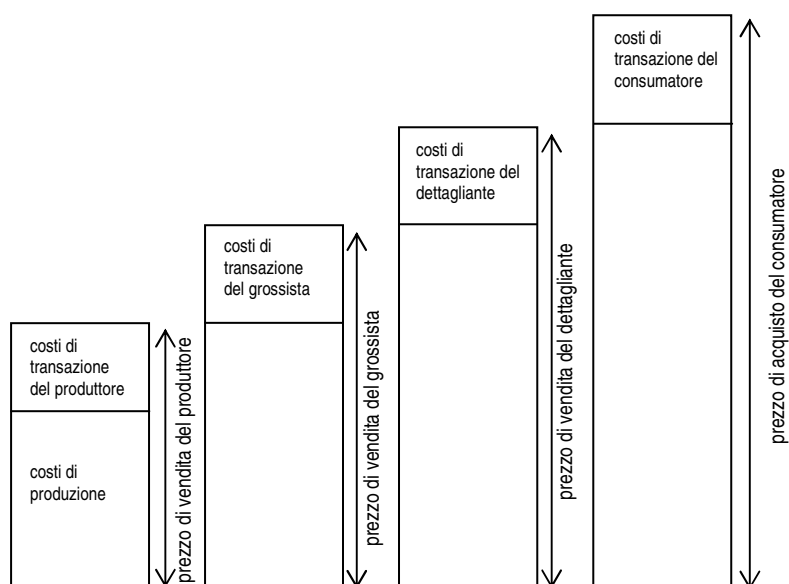 costi di
transazione del
consumatore
costi di
transazione del
dettagliante
costi di
transazione
del grossista
costi di
transazione
del produttore
costi di
produzione
prezzo di vendita del produttore
prezzo di vendita del grossista
prezzo di vendita del dettagliante
prezzo di acquisto del consumatore